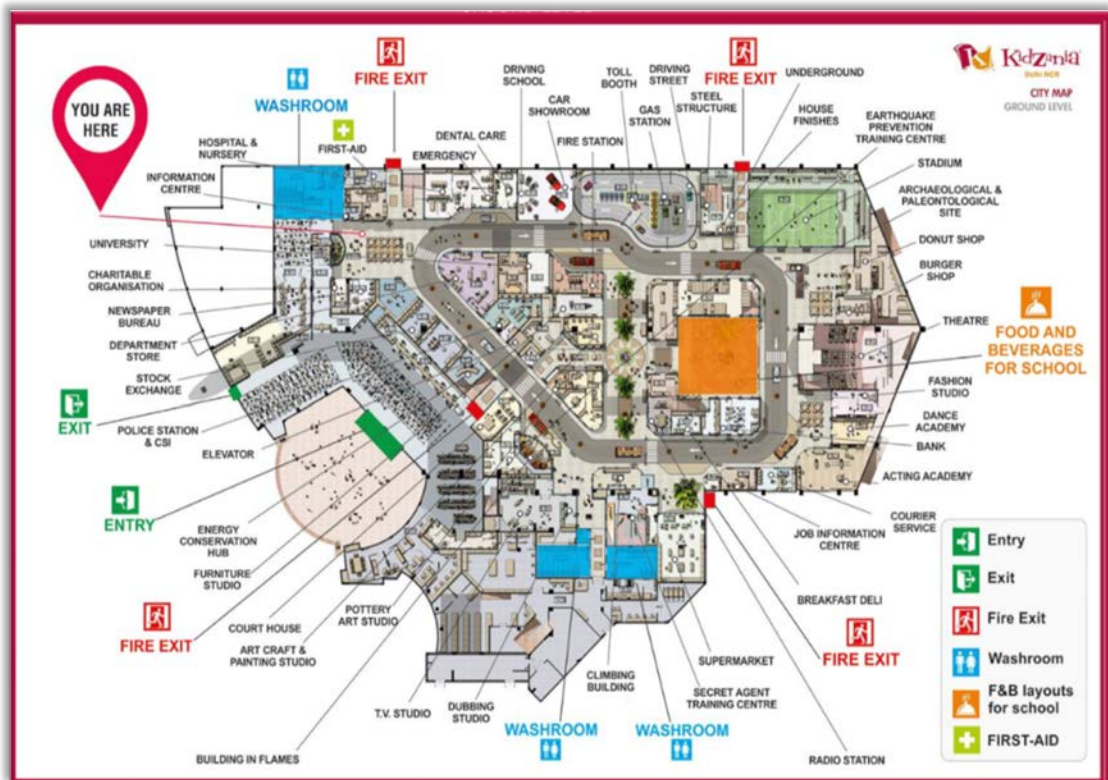 KidZania
Delhi NCR
CITY MAP
GROUND LEVEL
YOU ARE
HERE
WASHROOM
FIRE EXIT
FIRE EXIT
HOSPITAL &
NURSERY
FIRST-AID
INFORMATION
CENTRE
EMERGENCY
DENTAL CARE
DRIVING
SCHOOL
CAR
SHOWROOM
FIRE STATION
TOLL
BOOTH
GAS
STATION
DRIVING
STREET
STEEL
STRUCTURE
UNDERGROUND
HOUSE
FINISHES
EARTHQUAKE
PREVENTION
TRAINING CENTRE
STADIUM
ARCHAEOLOGICAL &
PALEONTOLOGICAL
SITE
DONUT SHOP
BURGER
SHOP
THEATRE
FOOD AND
BEVERAGES
FOR SCHOOL
FASHION
STUDIO
DANCE
ACADEMY
BANK
ACTING ACADEMY
COURIER
SERVICE
JOB INFORMATION
CENTRE
BREAKFAST DELI
FIRE EXIT
UNIVERSITY
CHARITABLE
ORGANISATION
NEWSPAPER
BUREAU
DEPARTMENT
STORE
STOCK
EXCHANGE
EXIT
POLICE STATION
& CSI
ELEVATOR
ENTRY
ENERGY
CONSERVATION
HUB
FURNITURE
STUDIO
FIRE EXIT
COURT HOUSE
ART CRAFT &
PAINTING STUDIO
POTTERY
ART STUDIO
BUILDING IN FLAMES
T.V. STUDIO
DUBBING
STUDIO
WASHROOM
CLIMBING
BUILDING
WASHROOM
SUPERMARKET
SECRET AGENT
TRAINING CENTRE
RADIO STATION
Entry
Exit
Fire Exit
Washroom
F&B layouts
for school
FIRST-AID